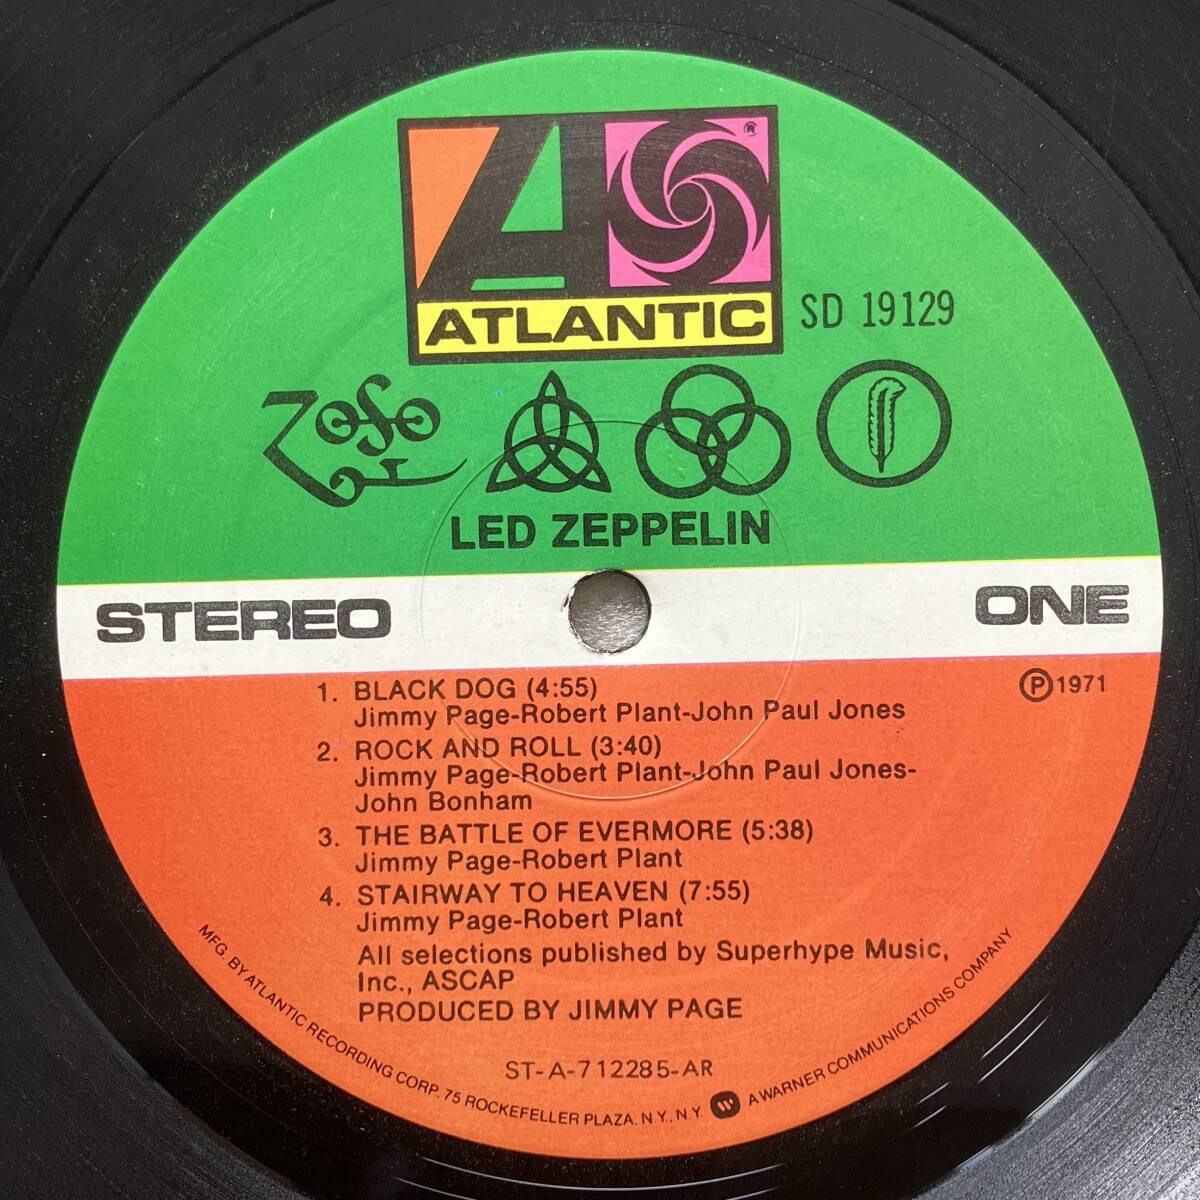 ATLANTIC
SD 19129
LED ZEPPELIN
STEREO
ONE
℗1971
1. BLACK DOG (4:55)
Jimmy Page-Robert Plant-John Paul Jones
2. ROCK AND ROLL (3:40)
Jimmy Page-Robert Plant-John Paul Jones-
John Bonham
3. THE BATTLE OF EVERMORE (5:38)
Jimmy Page-Robert Plant
4. STAIRWAY TO HEAVEN (7:55)
Jimmy Page-Robert Plant
All selections published by Superhype Music,
Inc., ASCAP
PRODUCED BY JIMMY PAGE
ST-A-712285-AR
MFG. BY ATLANTIC RECORDING CORP. 75 ROCKEFELLER PLAZA. N.Y., N.Y. A WARNER COMMUNICATIONS COMPANY